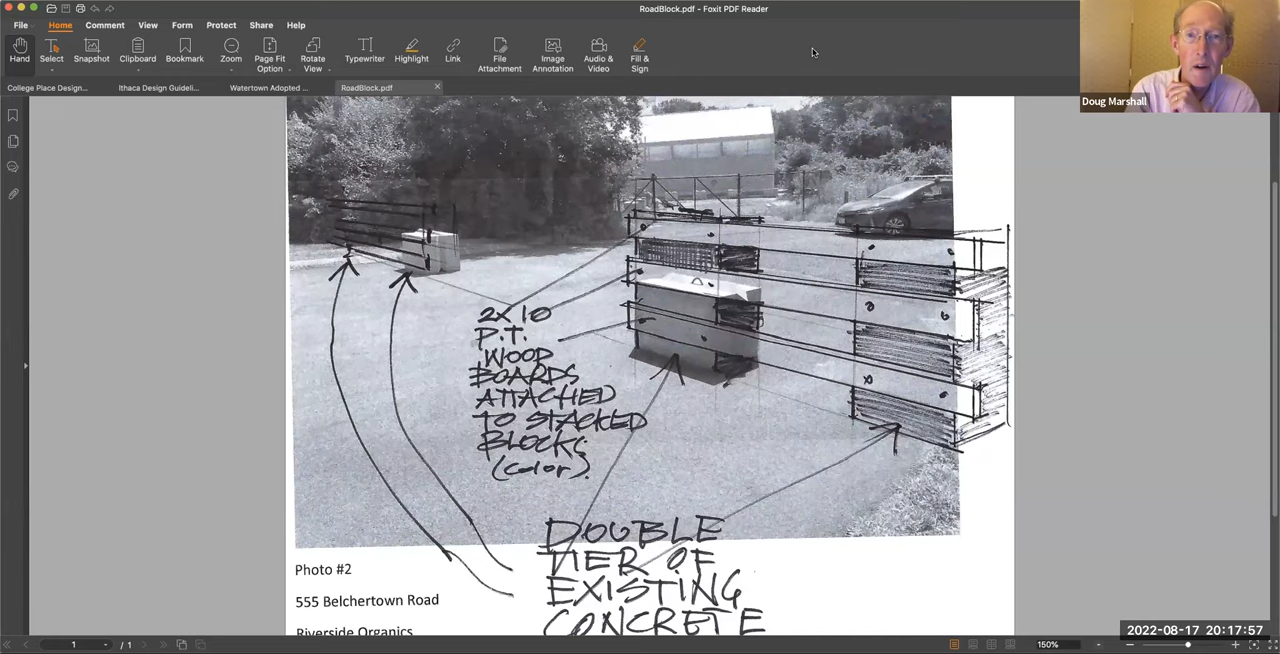 RoadBlock.pdf - Foxit PDF Reader
File Home Comment View Form Protect Share Help
Hand Select Snapshot Clipboard Bookmark Zoom Page Fit Option Rotate View Typewriter Highlight Link File Attachment Image Annotation Audio & Video Fill & Sign
Doug Marshall
College Place Design... Ithaca Design Guideli... Watertown Adopted ... RoadBlock.pdf
2X10
P.T.
WOOD
BOARDS
ATTACHED
TO STACKED
BLOCKS
(color).
DOUBLE
TIER OF
EXISTING
CONCRETE
Photo #2
555 Belchertown Road
Riverside Organics
2022-08-17 20:17:57
1 / 1 150%